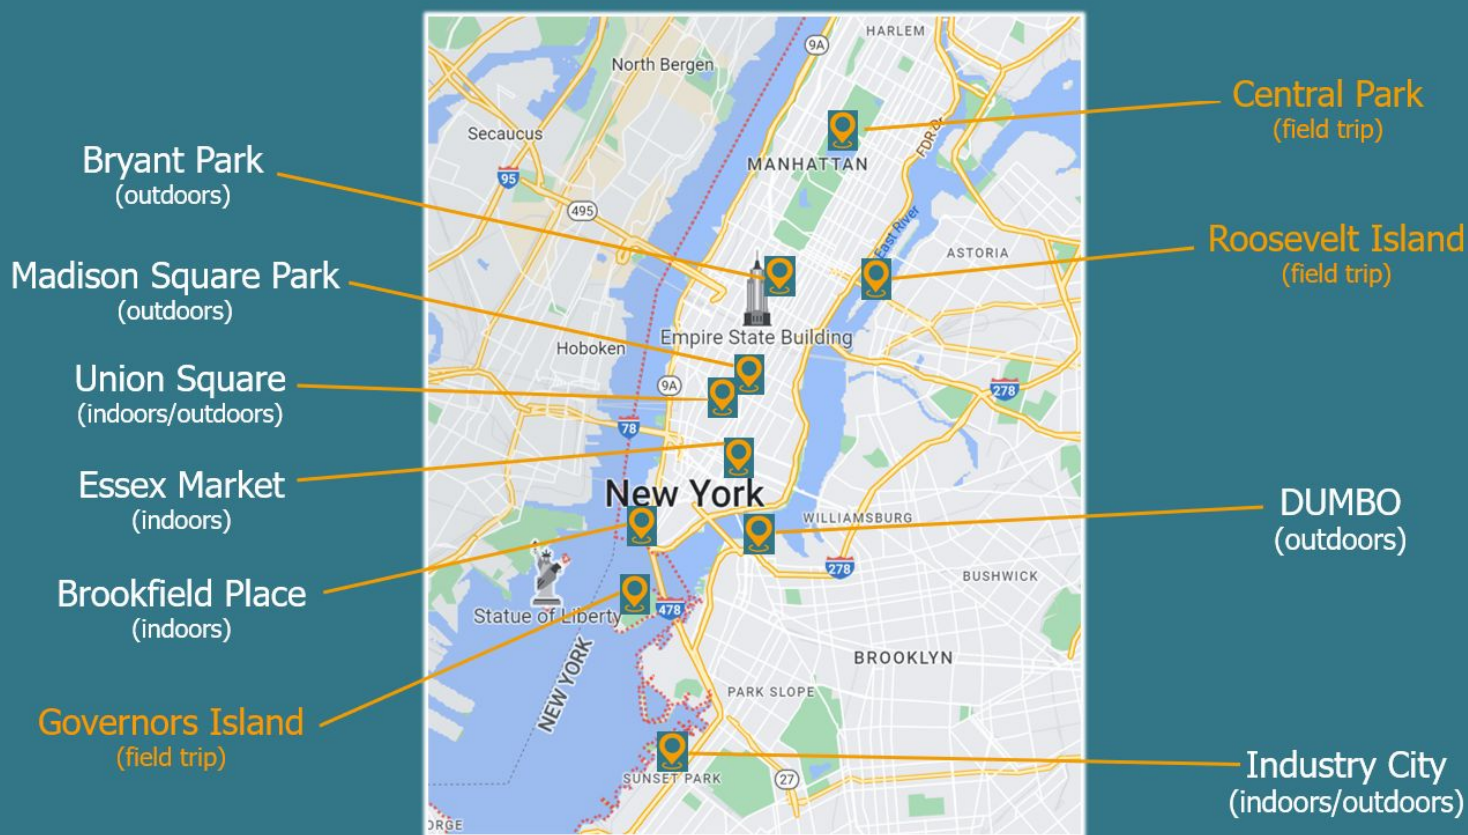 Bryant Park
(outdoors)
Madison Square Park
(outdoors)
Union Square
(indoors/outdoors)
Essex Market
(indoors)
Brookfield Place
(indoors)
Governors Island
(field trip)
9A
HARLEM
North Bergen
Secaucus
MANHATTAN
FDR Dr
95
495
East River
ASTORIA
Empire State Building
Hoboken
9A
278
78
New York
WILLIAMSBURG
278
BUSHWICK
Statue of Liberty
478
NEW YORK
BROOKLYN
PARK SLOPE
SUNSET PARK
27
ORGE
Central Park
(field trip)
Roosevelt Island
(field trip)
DUMBO
(outdoors)
Industry City
(indoors/outdoors)